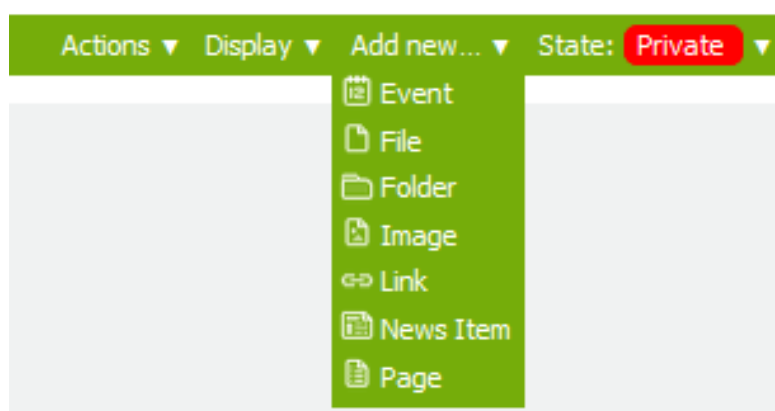 Actions ▼ Display ▼ Add new... ▼ State: Private ▼
Event
File
Folder
Image
Link
News Item
Page